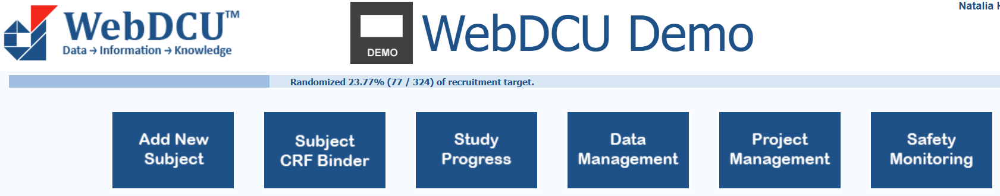 WebDCU™
Data → Information → Knowledge
DEMO
WebDCU Demo
Natalia
Randomized 23.77% (77 / 324) of recruitment target.
Add New
Subject
Subject
CRF Binder
Study
Progress
Data
Management
Project
Management
Safety
Monitoring